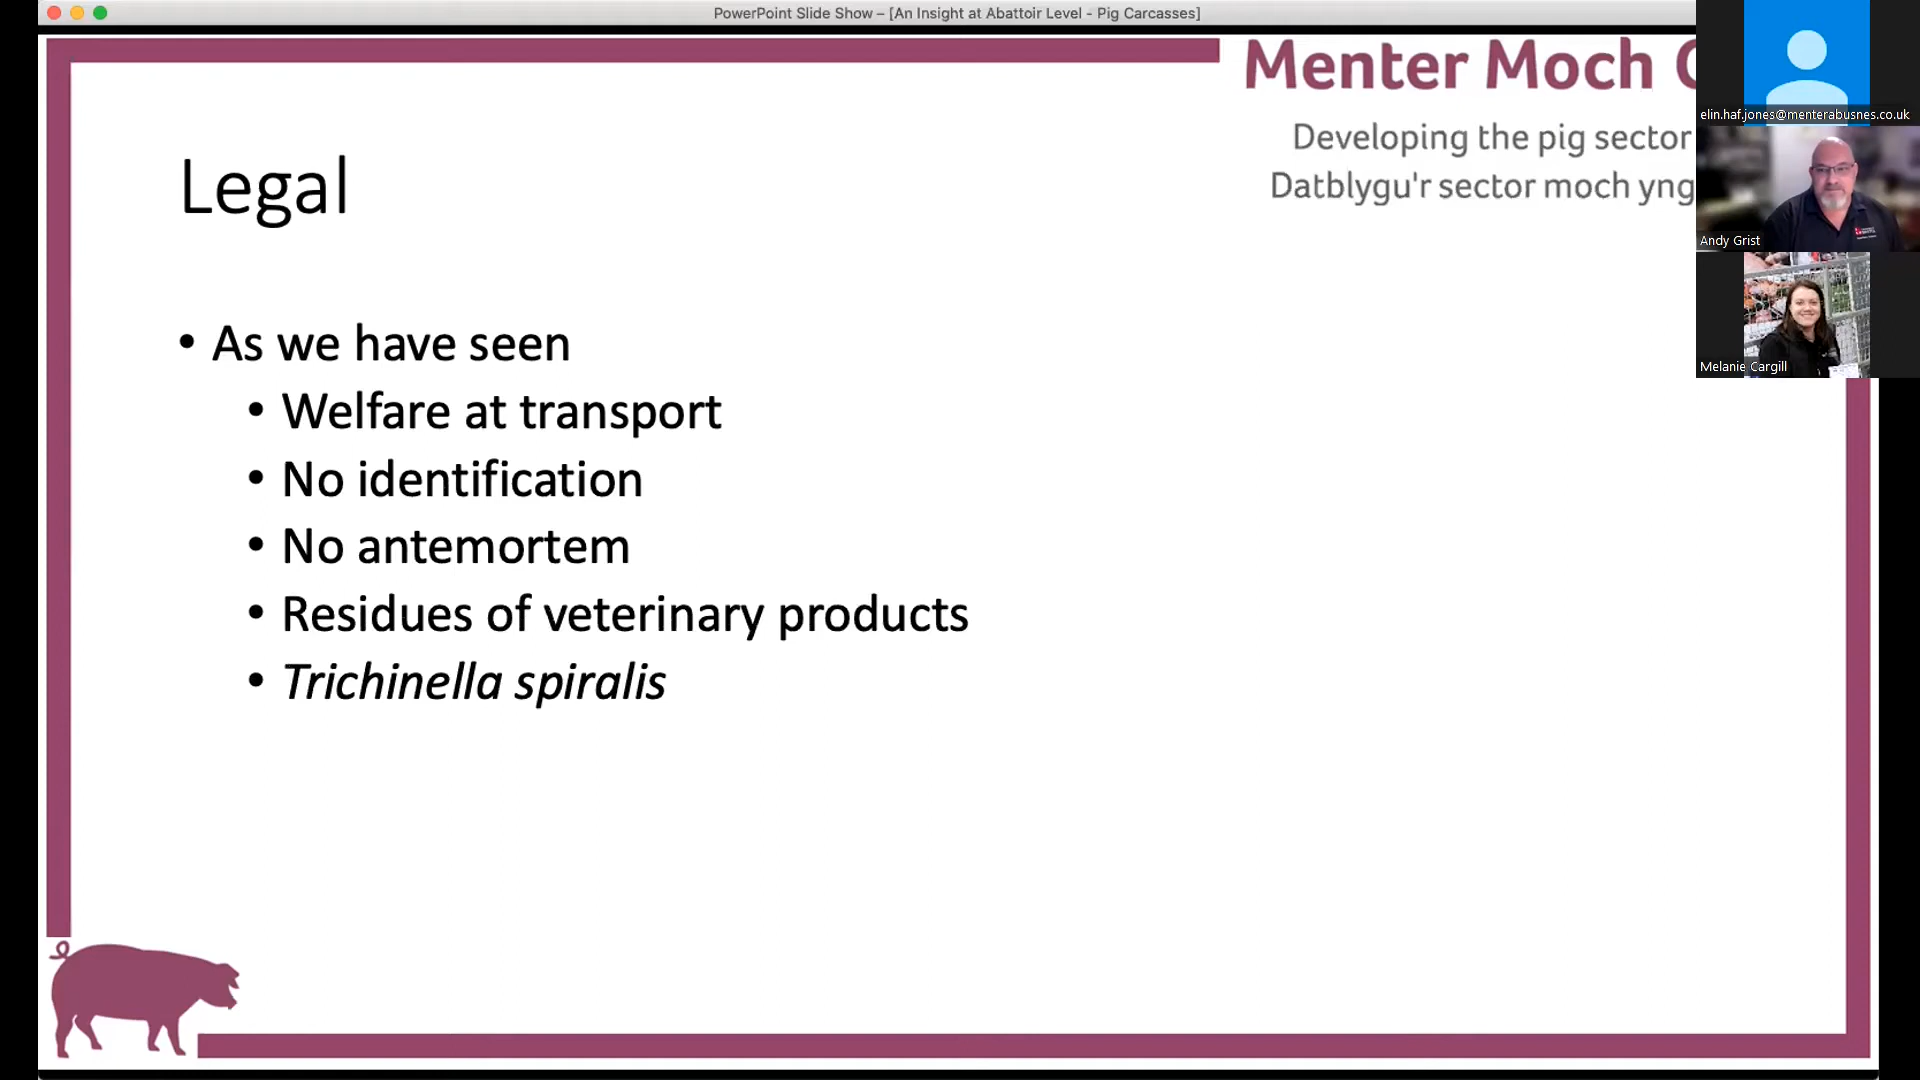 PowerPoint Slide Show – [An Insight at Abattoir Level - Pig Carcasses]
Menter Moch
Developing the pig sector
Datblygu'r sector moch yng
elin.haf.jones@menterabusnes.co.uk
Andy Grist
Melanie Cargill
Legal
• As we have seen
• Welfare at transport
• No identification
• No antemortem
• Residues of veterinary products
• Trichinella spiralis